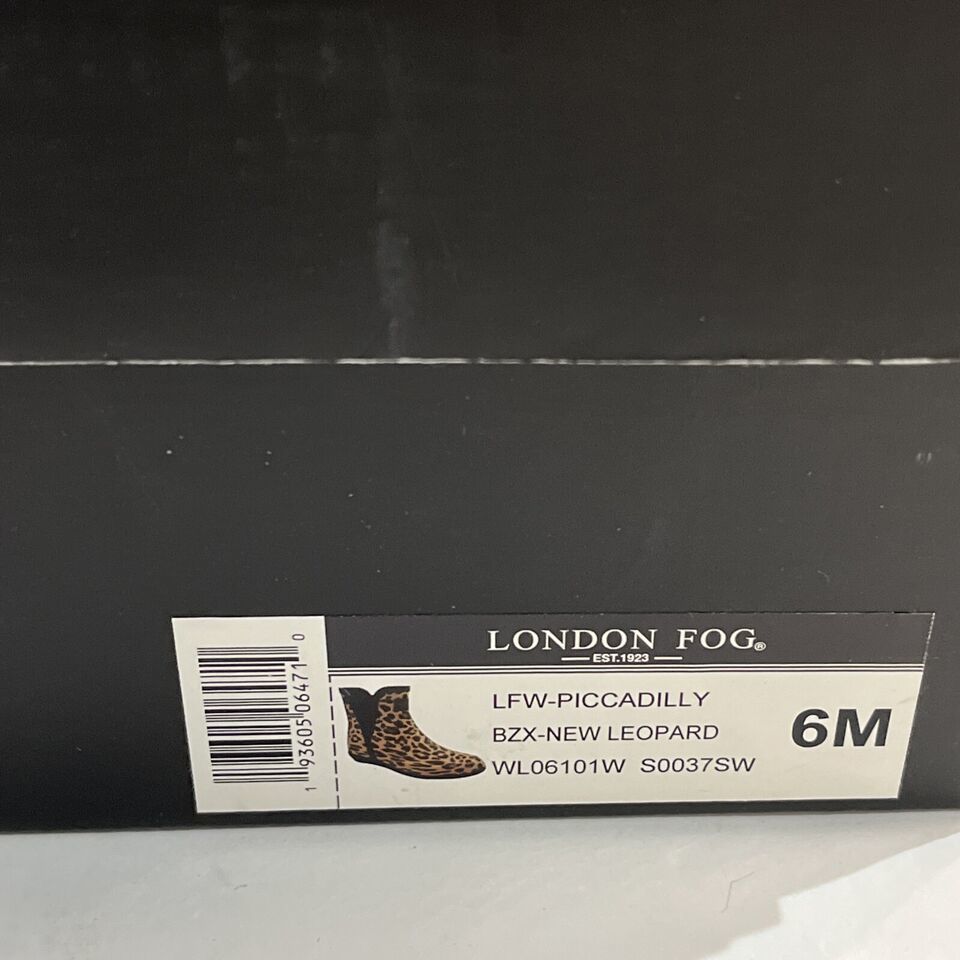 LONDON FOG®
EST.1923
LFW-PICCADILLY
BZX-NEW LEOPARD
WL06101W S0037SW
6M
1 93605 06471 0